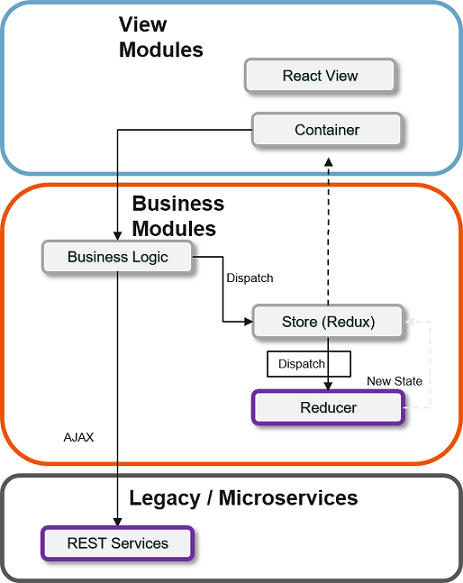 View
Modules
React View
Container
Business
Modules
Business Logic
Dispatch
Store (Redux)
Dispatch
New State
Reducer
AJAX
Legacy / Microservices
REST Services